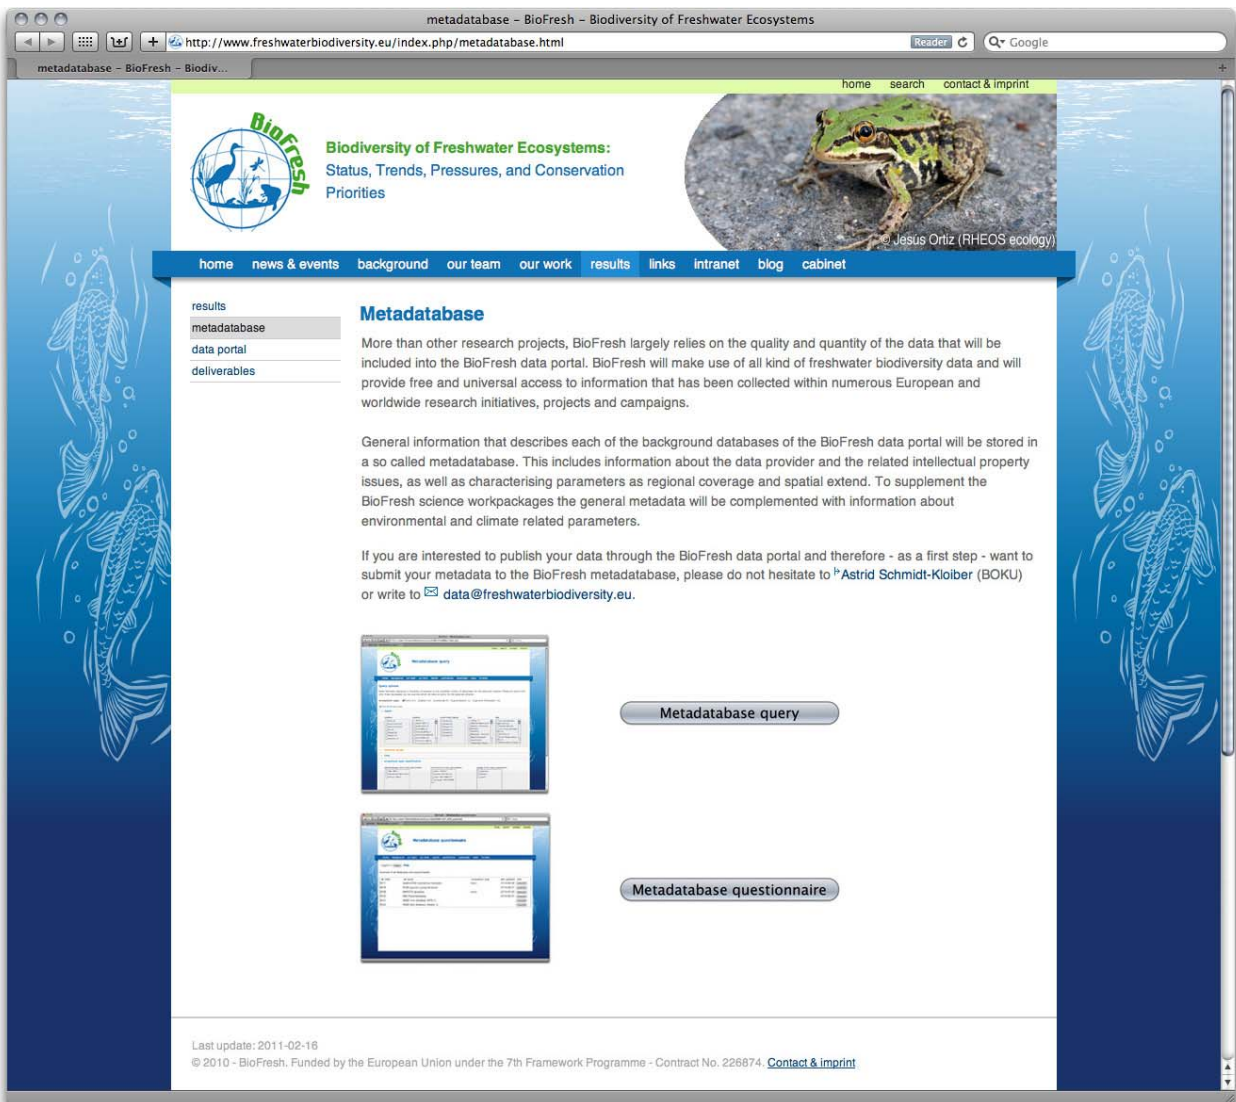 metadatabase – BioFresh – Biodiversity of Freshwater Ecosystems
http://www.freshwaterbiodiversity.eu/index.php/metadatabase.html
Reader
Google
metadatabase – BioFresh – Biodiv...
home search contact & imprint
BioFresh
Biodiversity of Freshwater Ecosystems:
Status, Trends, Pressures, and Conservation
Priorities
© Jesus Ortiz (RHEOS ecology)
home news & events background our team our work results links intranet blog cabinet
results
metadatabase
data portal
deliverables
Metadatabase
More than other research projects, BioFresh largely relies on the quality and quantity of the data that will be
included into the BioFresh data portal. BioFresh will make use of all kind of freshwater biodiversity data and will
provide free and universal access to information that has been collected within numerous European and
worldwide research initiatives, projects and campaigns.
General information that describes each of the background databases of the BioFresh data portal will be stored in
a so called metadatabase. This includes information about the data provider and the related intellectual property
issues, as well as characterising parameters as regional coverage and spatial extend. To supplement the
BioFresh science workpackages the general metadata will be complemented with information about
environmental and climate related parameters.
If you are interested to publish your data through the BioFresh data portal and therefore - as a first step - want to
submit your metadata to the BioFresh metadatabase, please do not hesitate to Astrid Schmidt-Kloiber (BOKU)
or write to data@freshwaterbiodiversity.eu.
Metadatabase query
Metadatabase query
Metadatabase questionnaire
Metadatabase questionnaire
Last update: 2011-02-16
© 2010 - BioFresh. Funded by the European Union under the 7th Framework Programme - Contract No. 226874. Contact & imprint